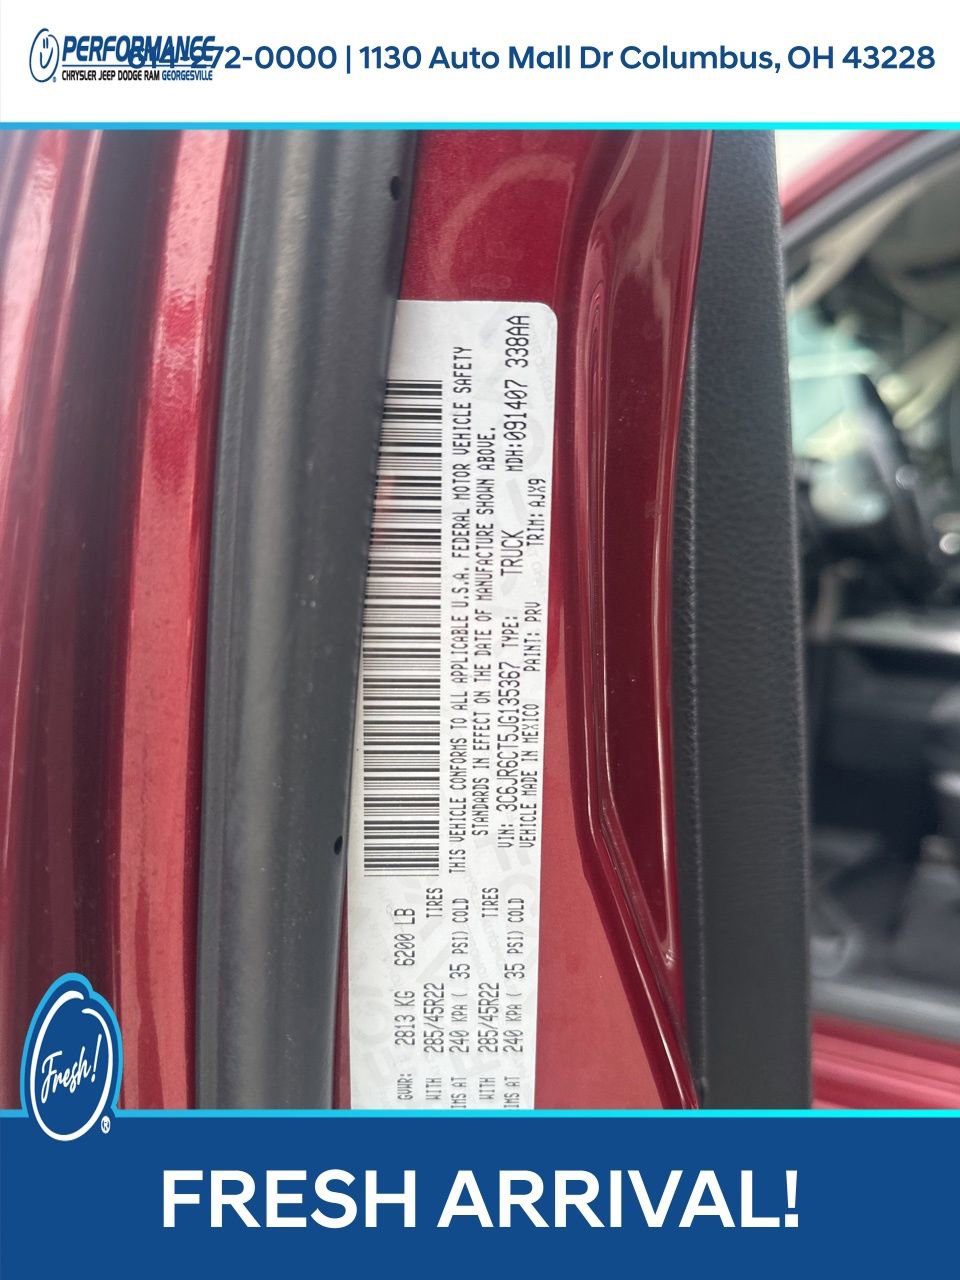 PERFORMANCE
CHRYSLER JEEP DODGE RAM GEORGESVILLE
614-272-0000 | 1130 Auto Mall Dr Columbus, OH 43228
GVWR: 2813 KG 6200 LB
WITH 285/45R22 TIRES
IMS AT 240 KPA ( 35 PSI) COLD
WITH 285/45R22 TIRES
IMS AT 240 KPA ( 35 PSI) COLD
THIS VEHICLE CONFORMS TO ALL APPLICABLE U.S.A. FEDERAL MOTOR VEHICLE SAFETY
STANDARDS IN EFFECT ON THE DATE OF MANUFACTURE SHOWN ABOVE.
VIN: 3C6JR6CT5JG135367 TYPE: TRUCK MDH:091407 338AA
VEHICLE MADE IN MEXICO PAINT: PRV TRIM: AJX9
Fresh!
®
FRESH ARRIVAL!